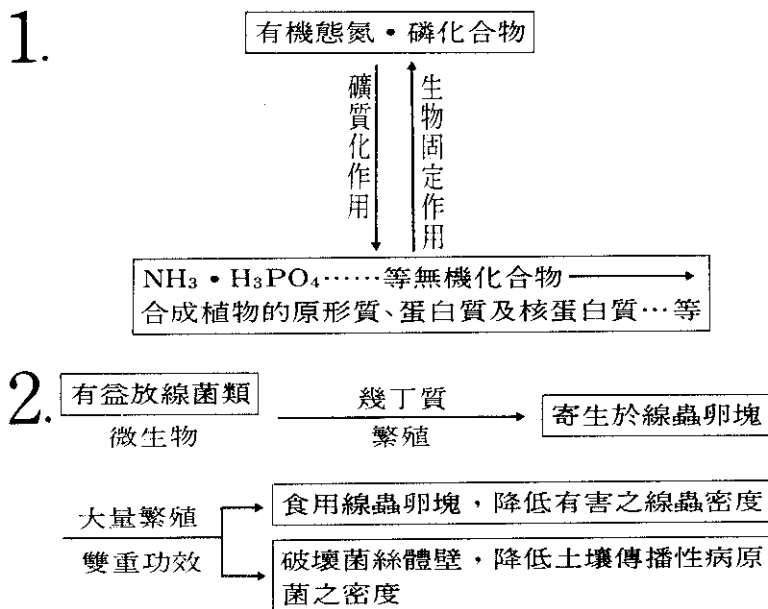 1.
有機態氮・磷化合物
礦質化作用
生物固定作用
NH₃・H₃PO₄……等無機化合物
合成植物的原形質、蛋白質及核蛋白質…等
2.
有益放線菌類
微生物
幾丁質
繁殖
寄生於線蟲卵塊
大量繁殖
雙重功效
食用線蟲卵塊，降低有害之線蟲密度
破壞菌絲體壁，降低土壤傳播性病原
菌之密度